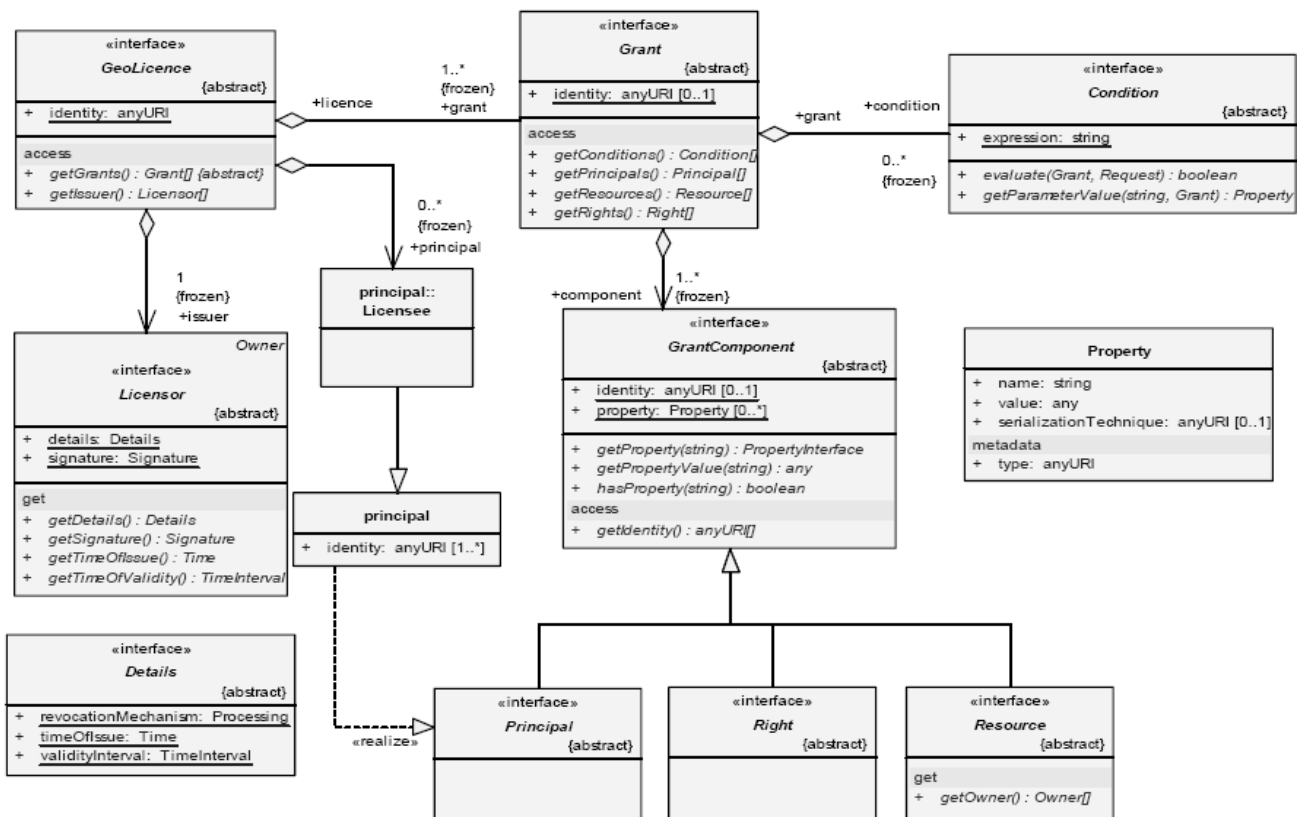 «interface»
GeoLicence
{abstract}
+ identity: anyURI
access
+ getGrants() : Grant[] {abstract}
+ getIssuer() : Licensor[]
+licence
1..*
{frozen}
+grant
«interface»
Grant
{abstract}
+ identity: anyURI [0..1]
access
+ getConditions() : Condition[]
+ getPrincipals() : Principal[]
+ getResources() : Resource[]
+ getRights() : Right[]
+grant
+condition
0..*
{frozen}
«interface»
Condition
{abstract}
+ expression: string
+ evaluate(Grant, Request) : boolean
+ getParameterValue(string, Grant) : Property
1
{frozen}
+issuer
0..*
{frozen}
+principal
principal::
Licensee
+component
1..*
{frozen}
Owner
«interface»
Licensor
{abstract}
+ details: Details
+ signature: Signature
get
+ getDetails() : Details
+ getSignature() : Signature
+ getTimeOfIssue() : Time
+ getTimeOfValidity() : TimeInterval
principal
+ identity: anyURI [1..*]
«interface»
GrantComponent
{abstract}
+ identity: anyURI [0..1]
+ property: Property [0..*]
+ getProperty(string) : PropertyInterface
+ getPropertyValue(string) : any
+ hasProperty(string) : boolean
access
+ getIdentity() : anyURI[]
Property
+ name: string
+ value: any
+ serializationTechnique: anyURI [0..1]
metadata
+ type: anyURI
«interface»
Details
{abstract}
+ revocationMechanism: Processing
+ timeOfIssue: Time
+ validityInterval: TimeInterval
«realize»
«interface»
Principal
{abstract}
«interface»
Right
{abstract}
«interface»
Resource
{abstract}
get
+ getOwner() : Owner[]